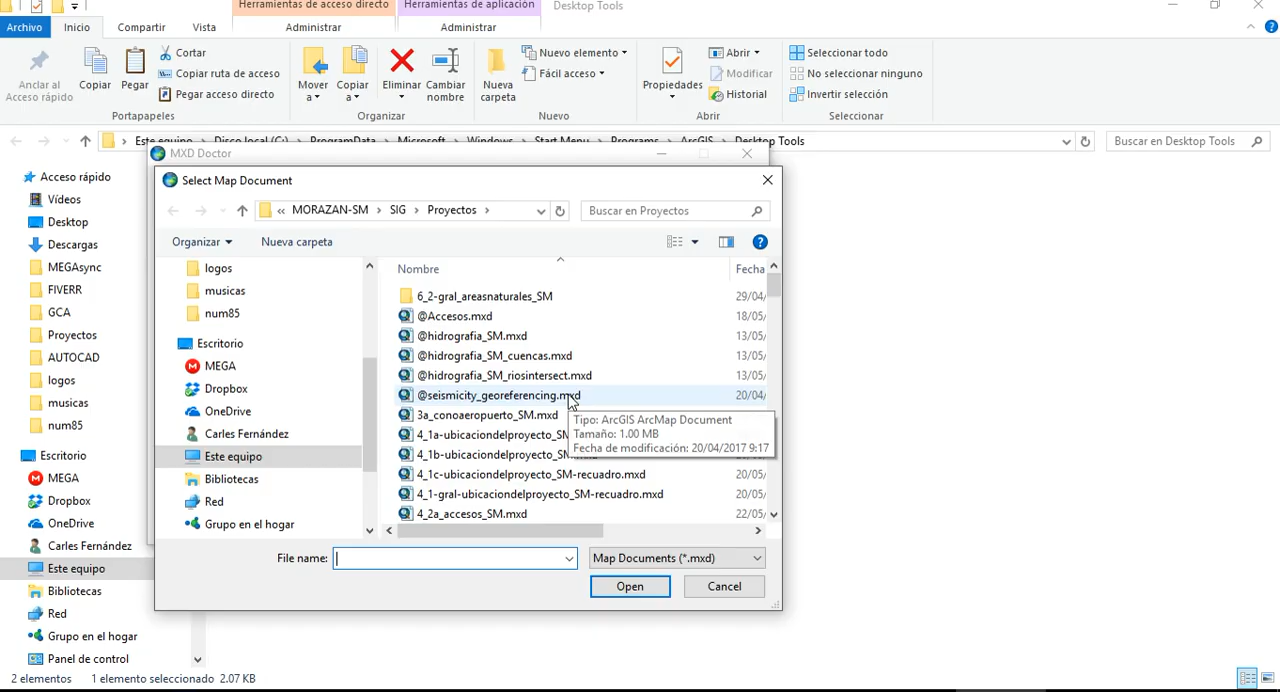 Herramientas de acceso directo
Herramientas de aplicación
Desktop Tools
Archivo
Inicio
Compartir
Vista
Administrar
Administrar
Anclar al Acceso rápido
Copiar
Pegar
Cortar
Copiar ruta de acceso
Pegar acceso directo
Portapapeles
Mover a
Copiar a
Eliminar
Cambiar nombre
Organizar
Nueva carpeta
Nuevo elemento
Fácil acceso
Nuevo
Propiedades
Abrir
Modificar
Historial
Abrir
Seleccionar todo
No seleccionar ninguno
Invertir selección
Seleccionar
Este equipo
Disco local (C:)
ProgramData
Microsoft
Windows
Start Menu
Programs
ArcGIS
Desktop Tools
Buscar en Desktop Tools
Acceso rápido
Vídeos
Desktop
Descargas
MEGAsync
FIVERR
GCA
Proyectos
AUTOCAD
logos
musicas
num85
Escritorio
MEGA
Dropbox
OneDrive
Carles Fernández
Este equipo
Bibliotecas
Red
Grupo en el hogar
Panel de control
2 elementos
1 elemento seleccionado 2.07 KB
MXD Doctor
Select Map Document
« MORAZAN-SM
SIG
Proyectos
Buscar en Proyectos
Organizar
Nueva carpeta
logos
musicas
num85
Escritorio
MEGA
Dropbox
OneDrive
Carles Fernández
Este equipo
Bibliotecas
Red
Grupo en el hogar
Nombre
Fecha
6_2-gral_areasnaturales_SM 29/04/
@Accesos.mxd 18/05/
@hidrografia_SM.mxd 13/05/
@hidrografia_SM_cuencas.mxd 13/05/
@hidrografia_SM_riosintersect.mxd 13/05/
@seismicity_georeferencing.mxd 20/04/
3a_conoaeropuerto_SM.mxd
4_1a-ubicaciondelproyecto_SM
4_1b-ubicaciondelproyecto_SM
4_1c-ubicaciondelproyecto_SM-recuadro.mxd 20/05/
4_1-gral-ubicaciondelproyecto_SM-recuadro.mxd 20/05/
4_2a_accesos_SM.mxd 22/05/
Tipo: ArcGIS ArcMap Document
Tamaño: 1.00 MB
Fecha de modificación: 20/04/2017 9:17
File name:
Map Documents (*.mxd)
Open
Cancel